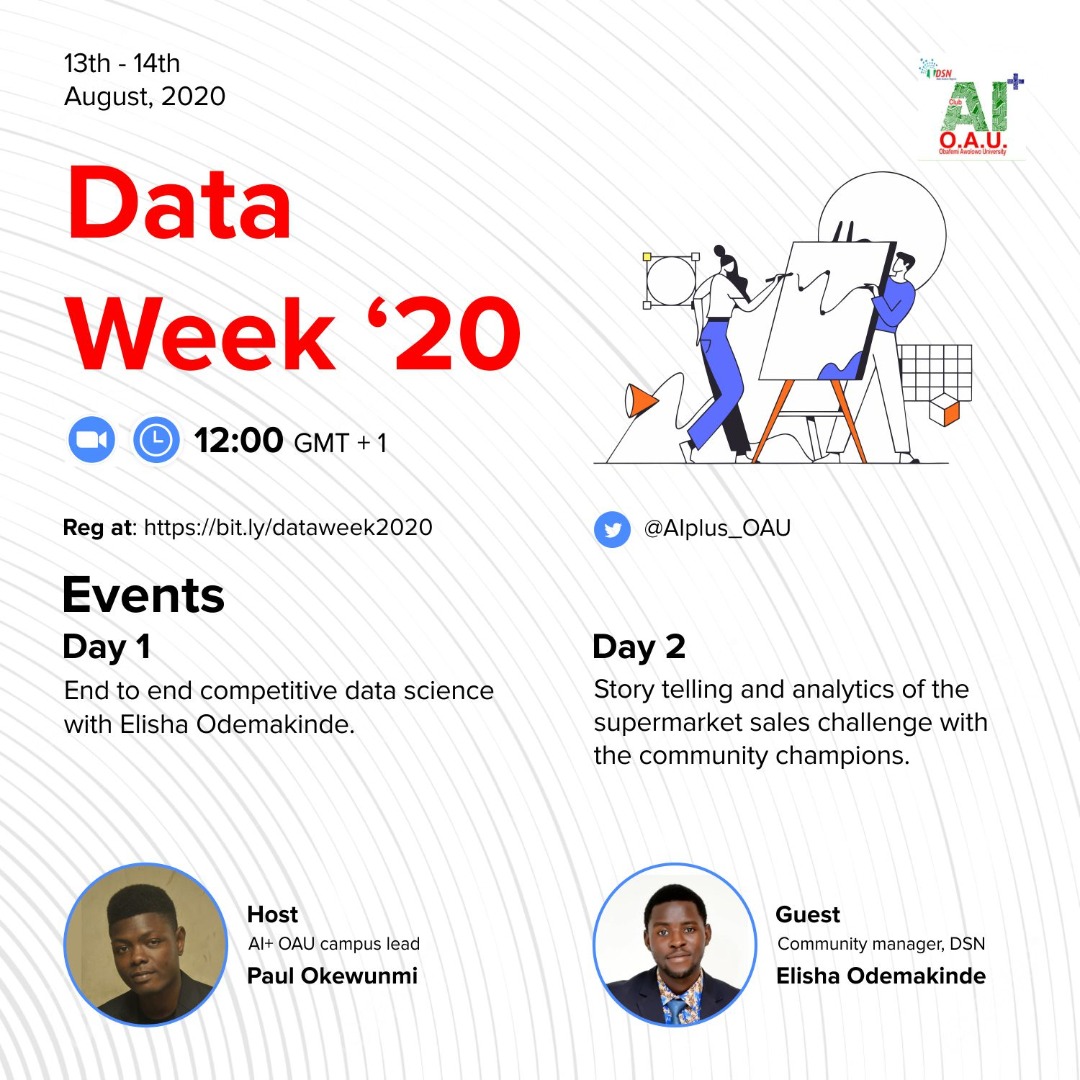 13th - 14th
August, 2020
DSN
Club
AI+
O.A.U.
Obafemi Awolowo University
Data
Week ‘20
12:00 GMT + 1
Reg at: https://bit.ly/dataweek2020
@AIplus_OAU
Events
Day 1
End to end competitive data science
with Elisha Odemakinde.
Day 2
Story telling and analytics of the
supermarket sales challenge with
the community champions.
Host
AI+ OAU campus lead
Paul Okewunmi
Guest
Community manager, DSN
Elisha Odemakinde